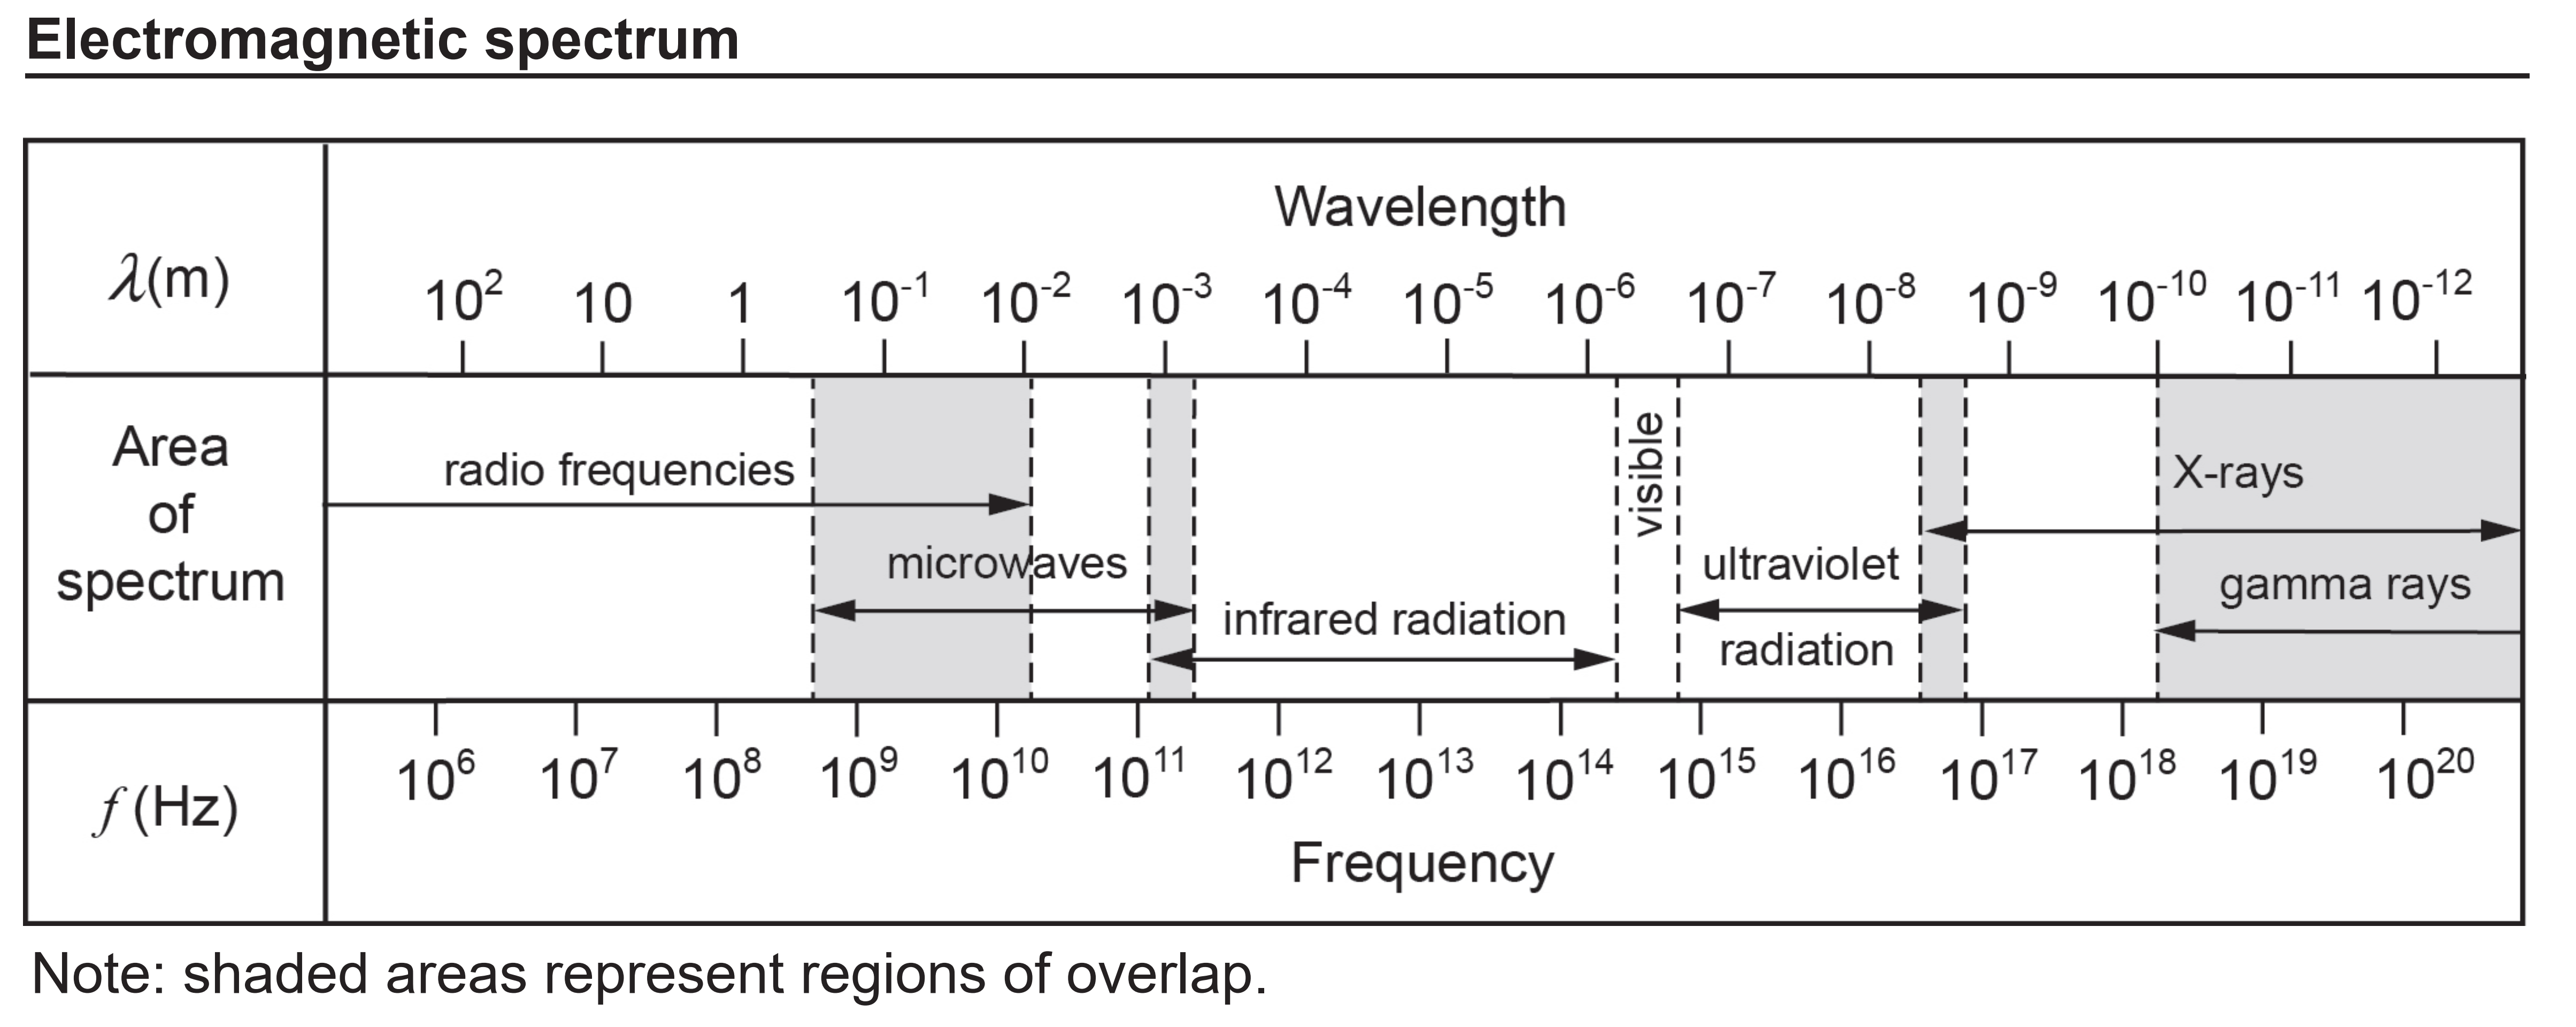 Electromagnetic spectrum
Wavelength
λ(m)
10² 10 1 10⁻¹ 10⁻² 10⁻³ 10⁻⁴ 10⁻⁵ 10⁻⁶ 10⁻⁷ 10⁻⁸ 10⁻⁹ 10⁻¹⁰ 10⁻¹¹ 10⁻¹²
Area
of
spectrum
radio frequencies
microwaves
infrared radiation
visible
ultraviolet
radiation
X-rays
gamma rays
f (Hz)
10⁶ 10⁷ 10⁸ 10⁹ 10¹⁰ 10¹¹ 10¹² 10¹³ 10¹⁴ 10¹⁵ 10¹⁶ 10¹⁷ 10¹⁸ 10¹⁹ 10²⁰
Frequency
Note: shaded areas represent regions of overlap.